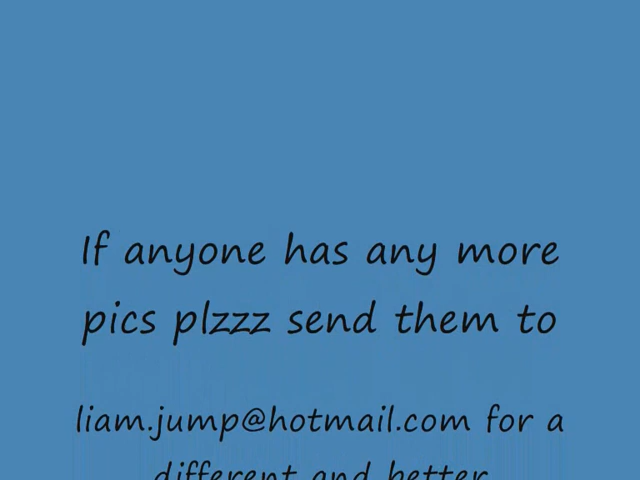 If anyone has any more
pics plzzz send them to
liam.jump@hotmail.com for a
different and better